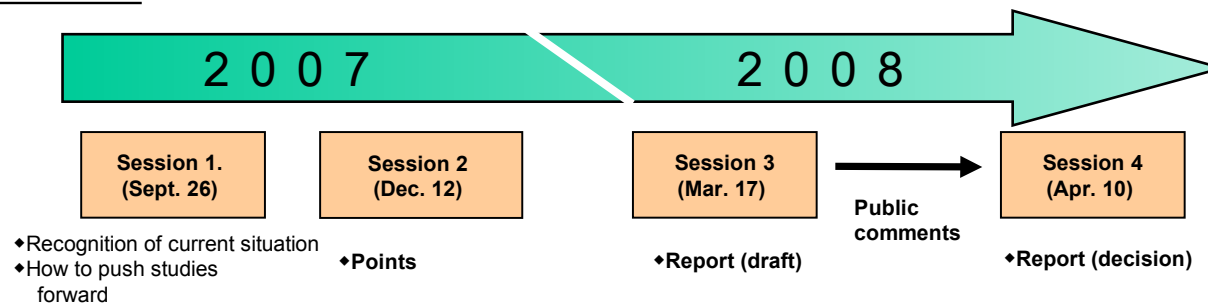 2 0 0 7
2 0 0 8
Session 1.
(Sept. 26)
Session 2
(Dec. 12)
Session 3
(Mar. 17)
Public
comments
Session 4
(Apr. 10)
◆Recognition of current situation
◆How to push studies
forward
◆Points
◆Report (draft)
◆Report (decision)